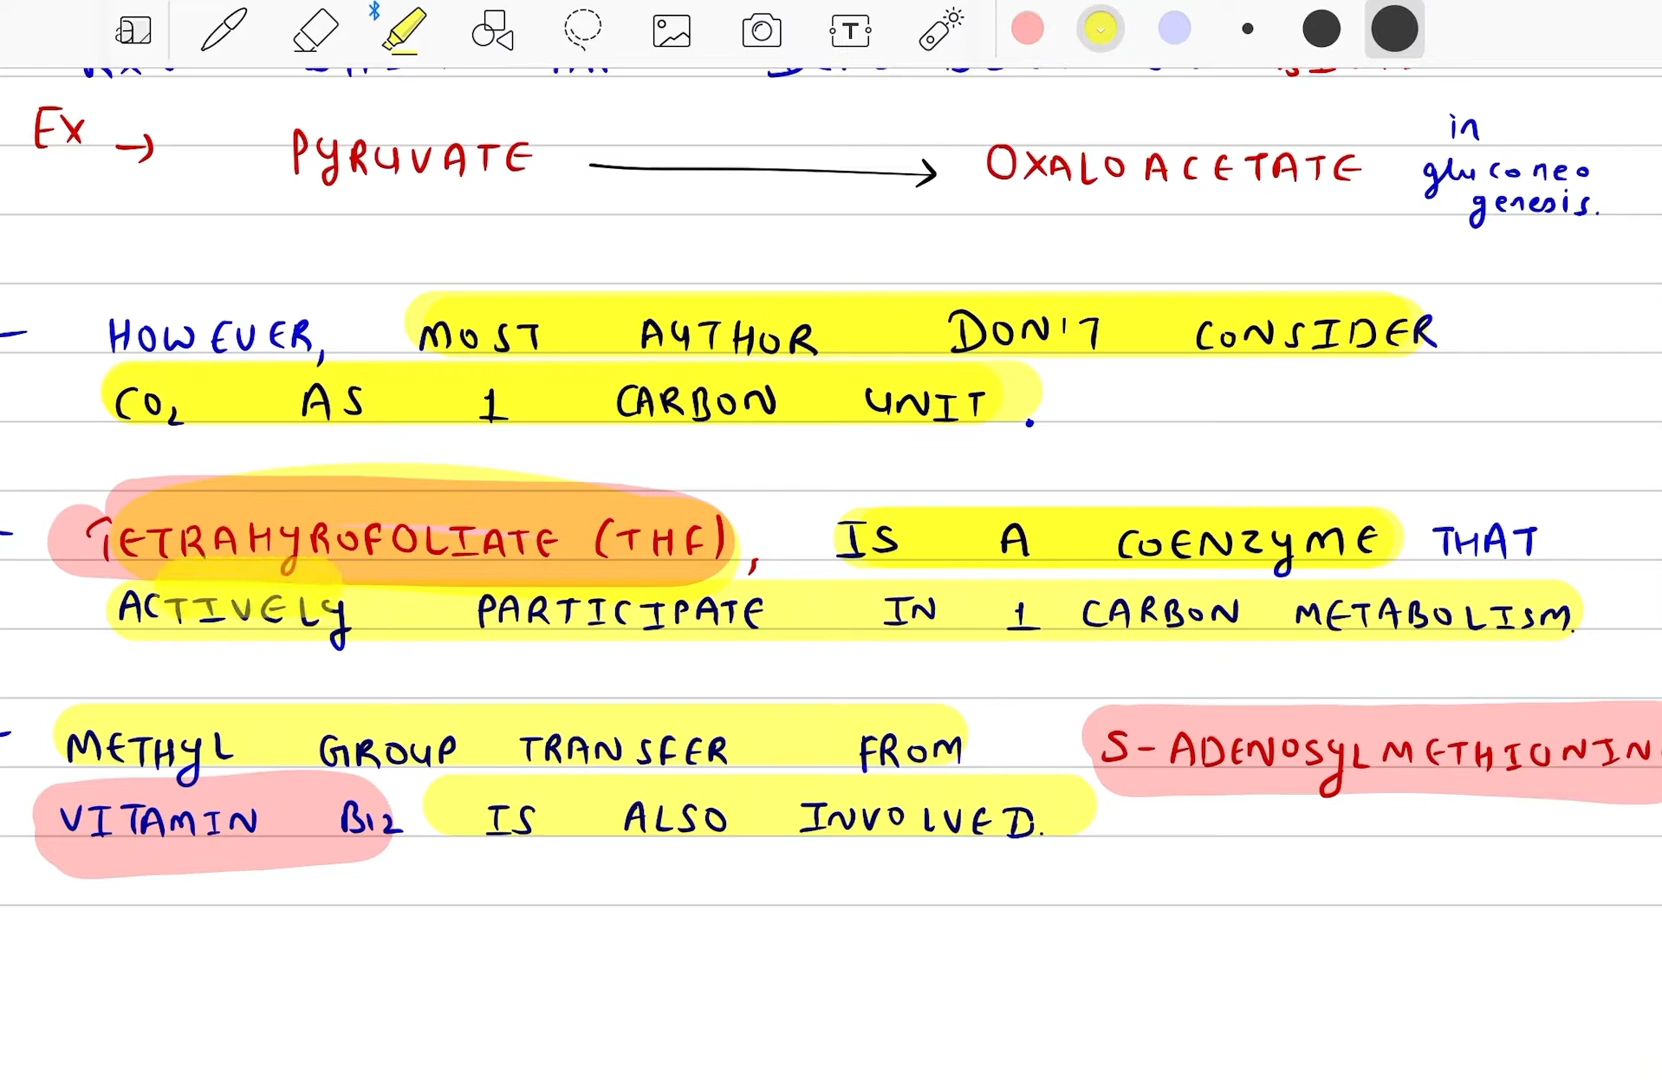 Ex → PYRUVATE → OXALOACETATE in
gluconeo
genesis.
- HOWEVER, MOST AUTHOR DON'T CONSIDER
CO₂ AS 1 CARBON UNIT.
- TETRAHYROFOLIATE (THF), IS A COENZYME THAT
ACTIVELY PARTICIPATE IN 1 CARBON METABOLISM.
- METHYL GROUP TRANSFER FROM S-ADENOSYLMETHIONIN
VITAMIN B12 IS ALSO INVOLVED.